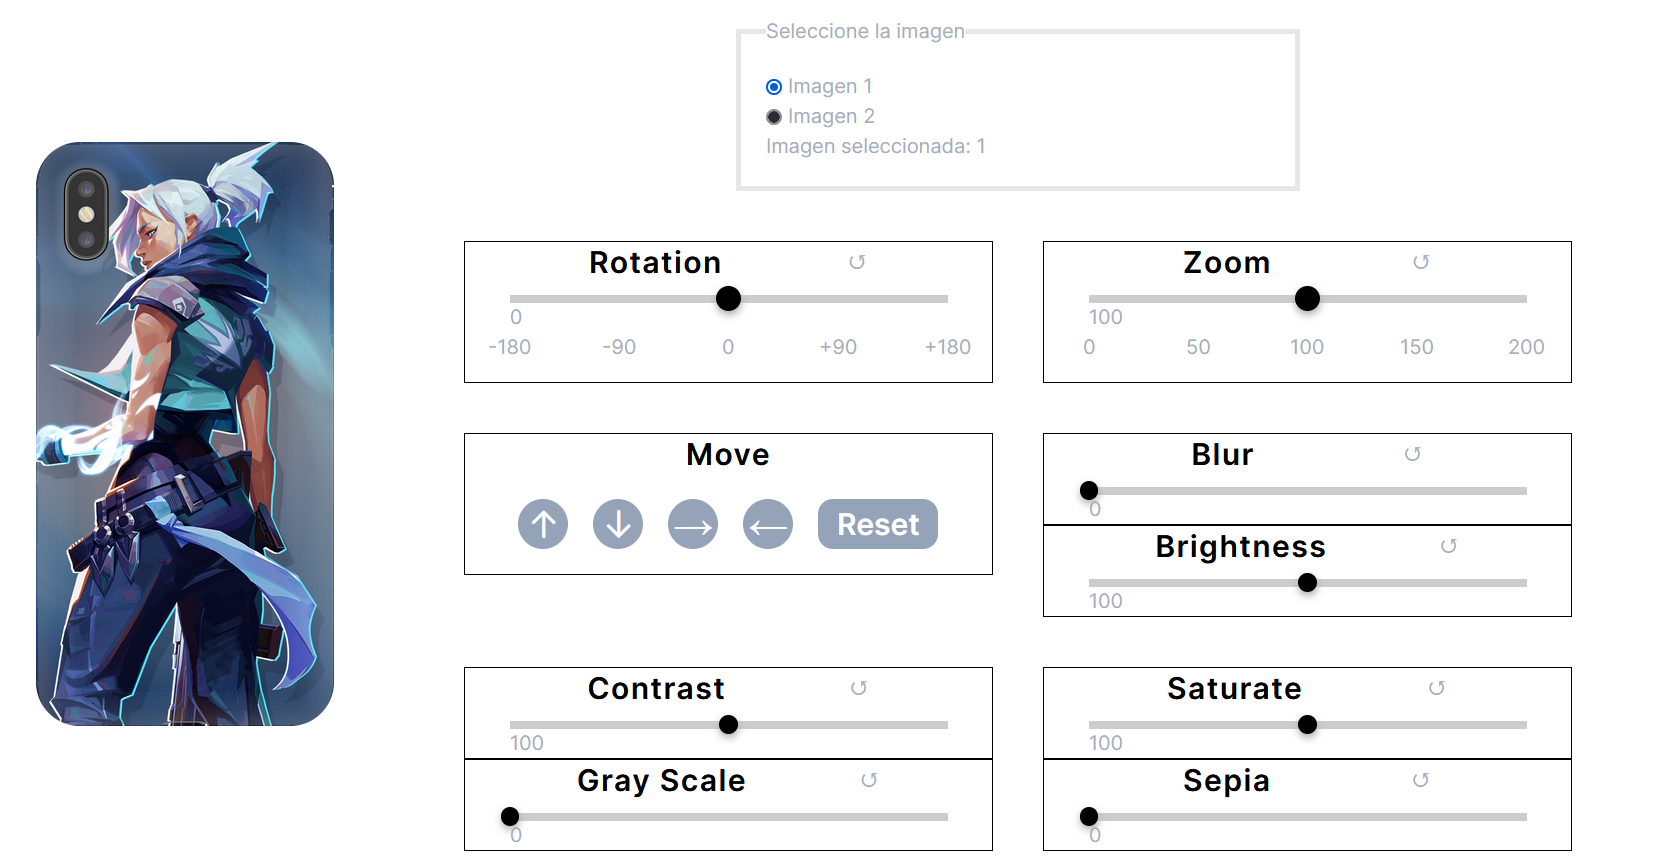 Seleccione la imagen
Imagen 1
Imagen 2
Imagen seleccionada: 1
Rotation ↺
0
-180 -90 0 +90 +180
Zoom ↺
100
0 50 100 150 200
Move
↑ ↓ → ← Reset
Blur ↺
0
Brightness ↺
100
Contrast ↺
100
Gray Scale ↺
0
Saturate ↺
100
Sepia ↺
0